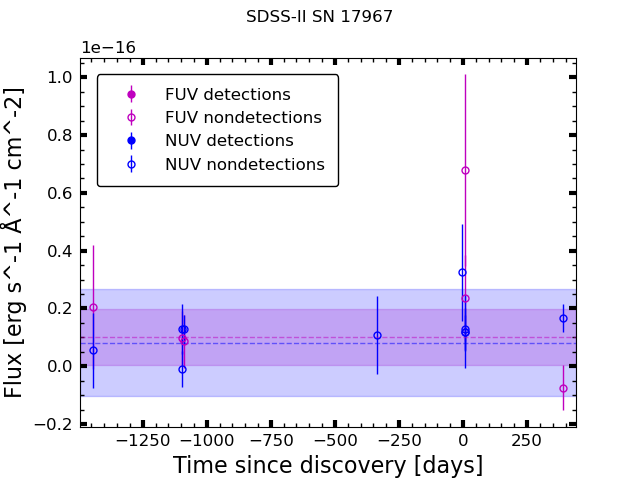 SDSS-II SN 17967
1e−16
FUV detections
FUV nondetections
NUV detections
NUV nondetections
1.0
0.8
0.6
0.4
0.2
0.0
−0.2
Flux [erg s^-1 Å^-1 cm^-2]
−1250 −1000 −750 −500 −250 0 250
Time since discovery [days]